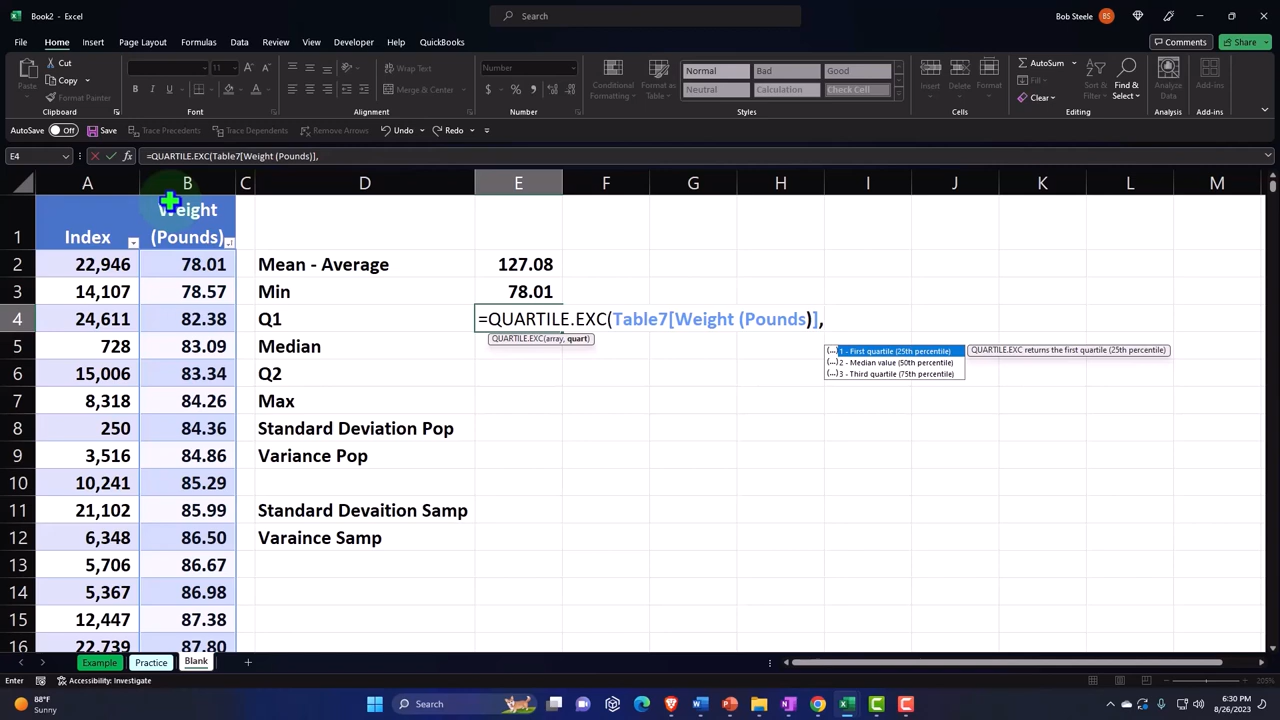 Book2 - Excel
Search
Bob Steele
BS
File Home Insert Page Layout Formulas Data Review View Developer Automate Help QuickBooks
Comments
Share
Paste
Cut
Copy
Format Painter
Clipboard
11
Font
Wrap Text
Merge & Center
Alignment
Number
Number
Conditional Formatting
Format as Table
Normal Bad Good
Neutral Calculation Check Cell
Styles
Insert Delete Format
Cells
AutoSum
Fill
Clear
Sort & Filter
Find & Select
Editing
Analyze Data
Add-ins
Add-ins
AutoSave Off Save Trace Precedents Trace Dependents Remove Arrows Undo Redo
E4 =QUARTILE.EXC(Table7[Weight (Pounds)],
A B C D E F G H I J K L M
1 Index Weight (Pounds)
2 22,946 78.01 Mean - Average 127.08
3 14,107 78.57 Min 78.01
4 24,611 82.38 Q1 =QUARTILE.EXC(Table7[Weight (Pounds)],
QUARTILE.EXC(array, quart)
5 728 83.09 Median
(...) 1 - First quartile (25th percentile) QUARTILE.EXC returns the first quartile (25th percentile)
(...) 2 - Median value (50th percentile)
(...) 3 - Third quartile (75th percentile)
6 15,006 83.34 Q2
7 8,318 84.26 Max
8 250 84.36 Standard Deviation Pop
9 3,516 84.86 Variance Pop
10 10,241 85.29
11 21,102 85.99 Standard Devaition Samp
12 6,348 86.50 Varaince Samp
13 5,706 86.67
14 5,367 86.98
15 12,447 87.38
16 22,739 87.80
Example Practice Blank
Enter Accessibility: Investigate 205%
88°F
Sunny
Search
6:30 PM
8/26/2023